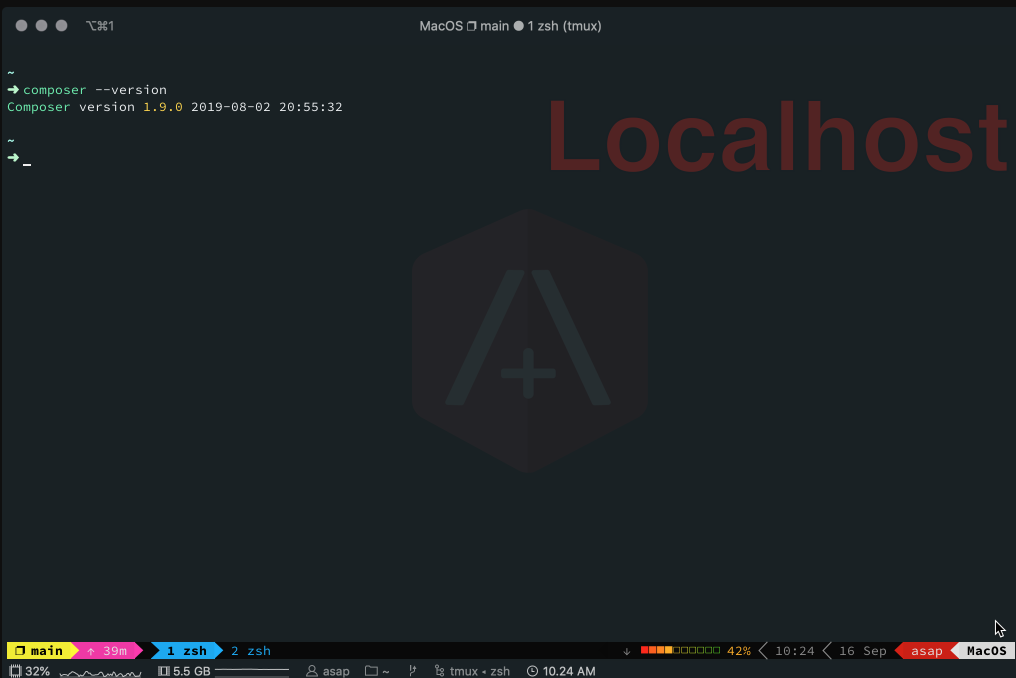 ⌥⌘1 MacOS main 1 zsh (tmux)
~
➜ composer --version
Composer version 1.9.0 2019-08-02 20:55:32
Localhost
~
➜ _
main ↑ 39m 1 zsh 2 zsh ↓ 42% 10:24 16 Sep asap MacOS
32% 5.5 GB asap ~ tmux • zsh 10.24 AM